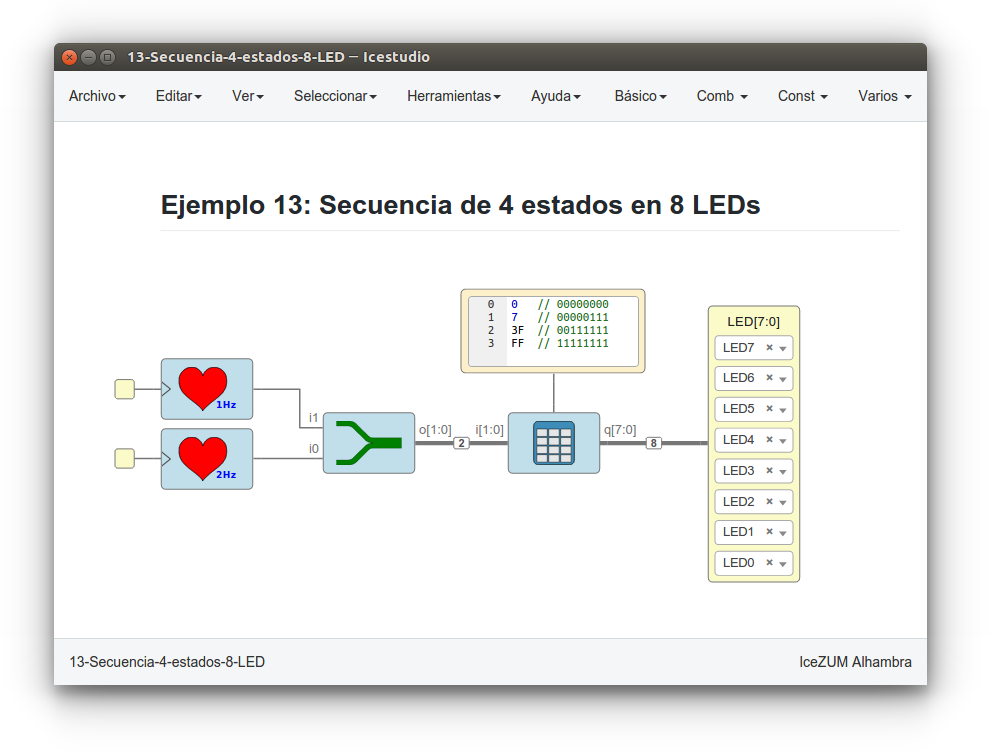 13-Secuencia-4-estados-8-LED — Icestudio
Archivo Editar Ver Seleccionar Herramientas Ayuda Básico Comb Const Varios
Ejemplo 13: Secuencia de 4 estados en 8 LEDs
0 0 // 00000000
1 7 // 00000111
2 3F // 00111111
3 FF // 11111111
1Hz
2Hz
i1
i0
o[1:0]
2
i[1:0]
q[7:0]
8
LED[7:0]
LED7
LED6
LED5
LED4
LED3
LED2
LED1
LED0
13-Secuencia-4-estados-8-LED
IceZUM Alhambra